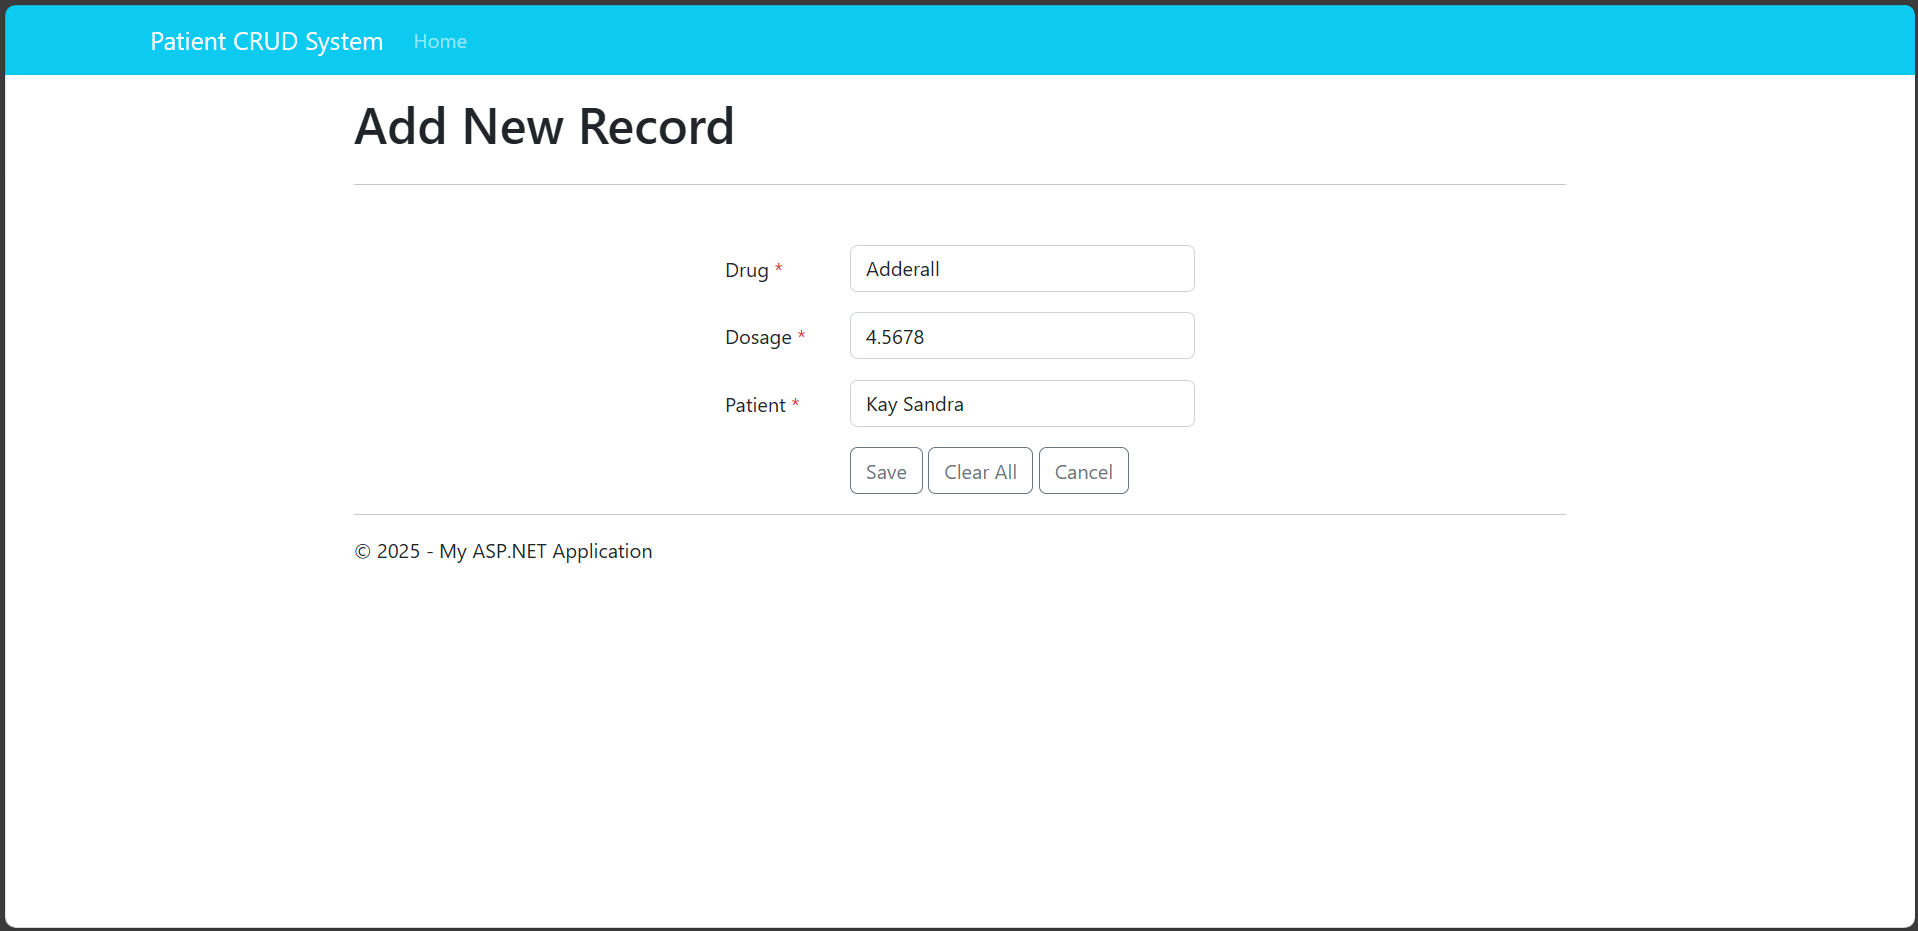 Patient CRUD System Home
Add New Record
Drug * Adderall
Dosage * 4.5678
Patient * Kay Sandra
Save Clear All Cancel
© 2025 - My ASP.NET Application